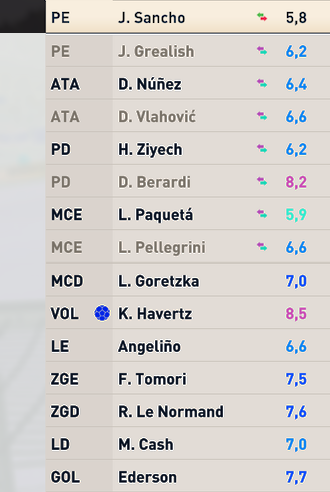 PE J. Sancho 5,8
PE J. Grealish 6,2
ATA D. Núñez 6,4
ATA D. Vlahović 6,6
PD H. Ziyech 6,2
PD D. Berardi 8,2
MCE L. Paquetá 5,9
MCE L. Pellegrini 6,6
MCD L. Goretzka 7,0
VOL K. Havertz 8,5
LE Angeliño 6,6
ZGE F. Tomori 7,5
ZGD R. Le Normand 7,6
LD M. Cash 7,0
GOL Ederson 7,7